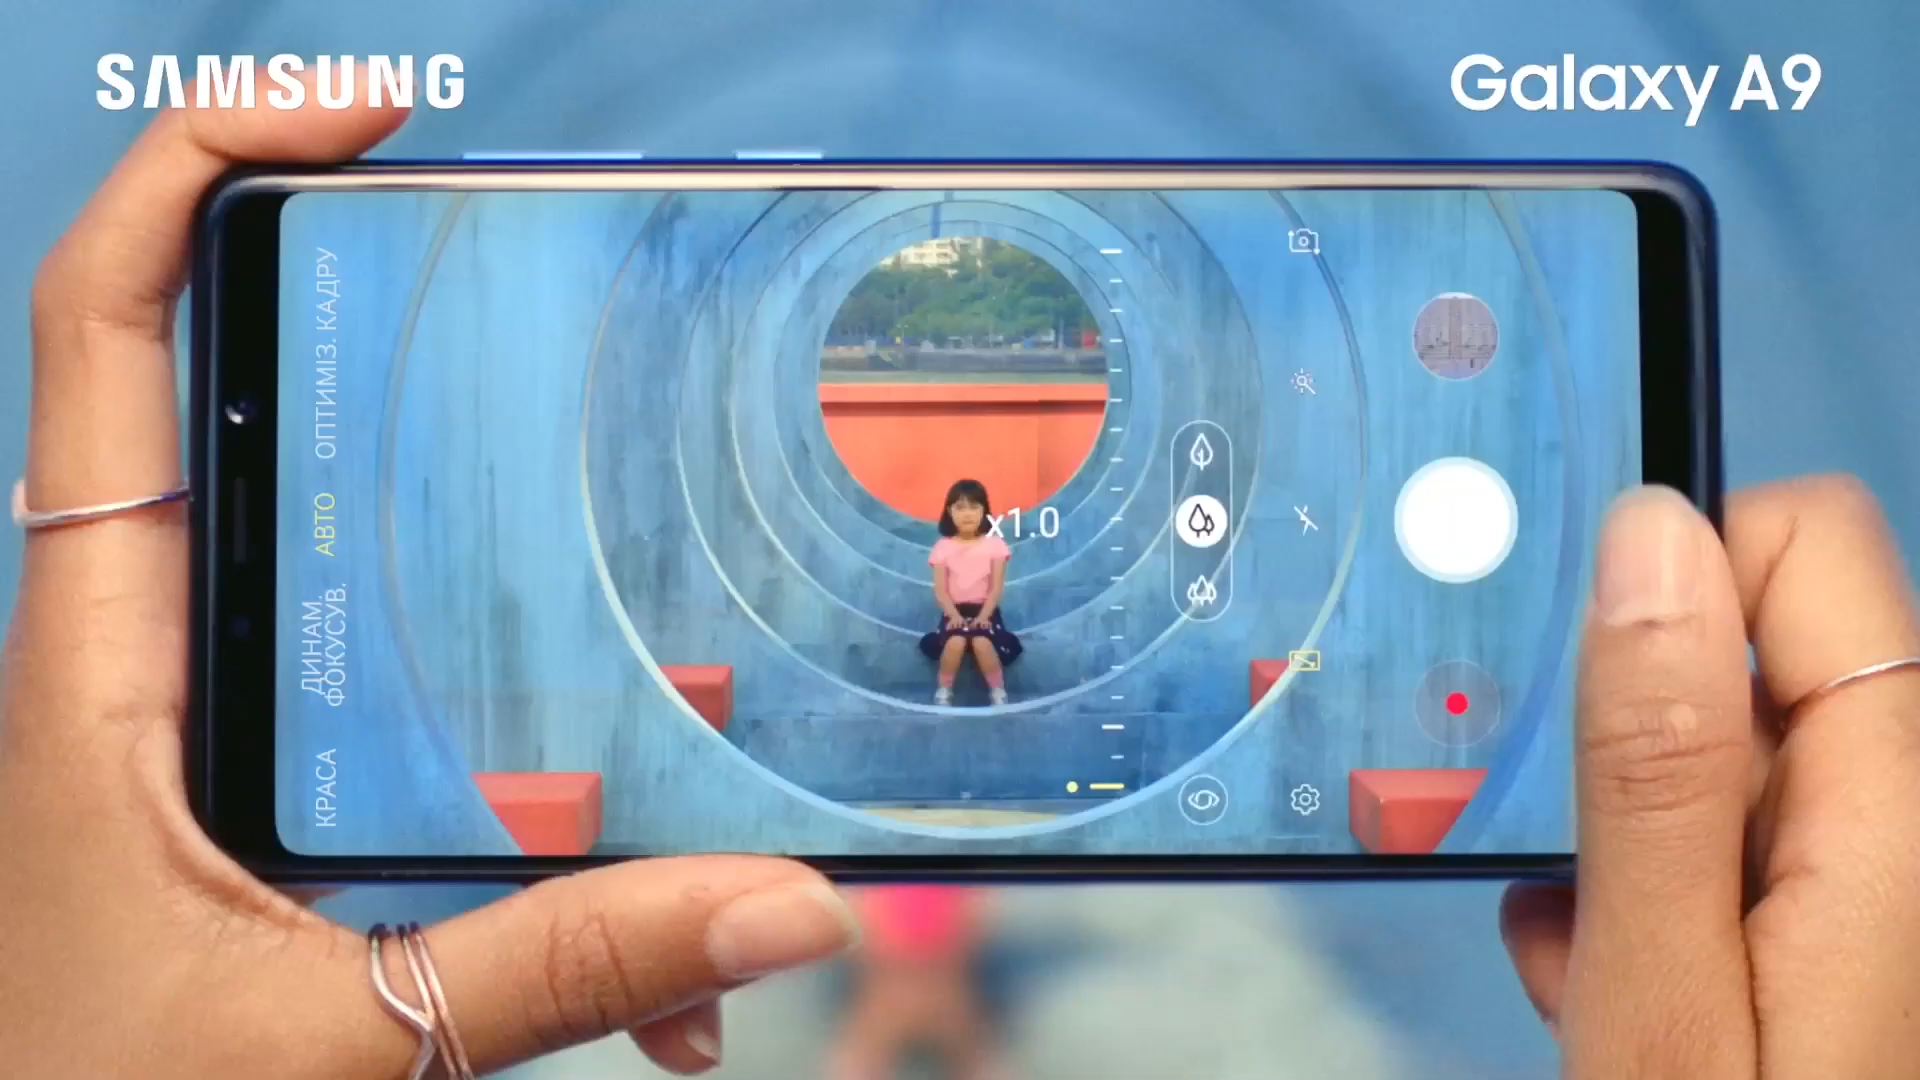 SAMSUNG
Galaxy A9
ОПТИМІЗ. КАДРУ
АВТО
ДИНАМ.
ФОКУСУВ.
КРАСА
x1.0